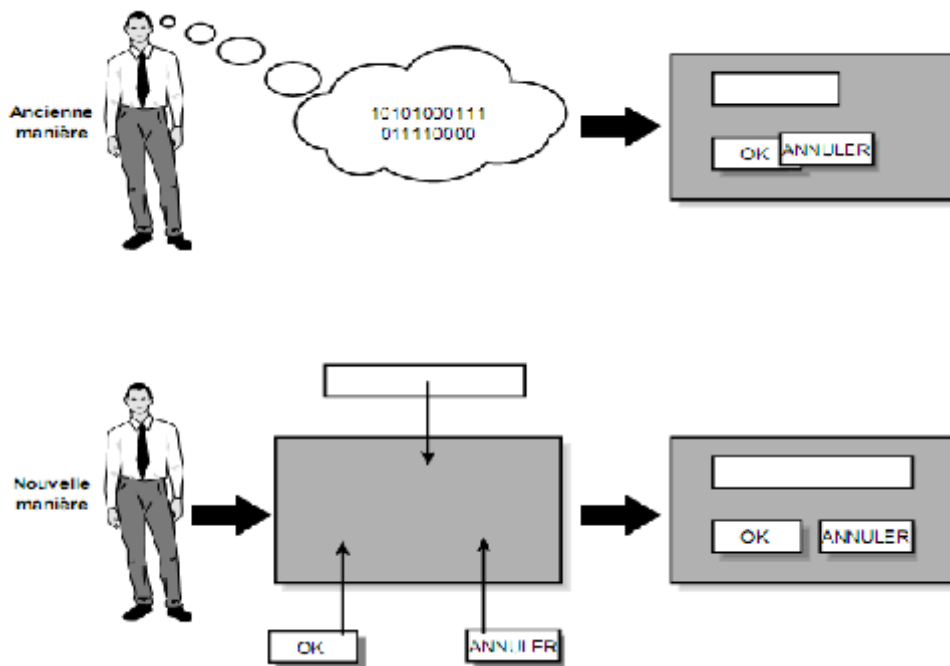 Ancienne
manière
10101000111
011110000
OK
ANNULER
Nouvelle
manière
OK
ANNULER
OK
ANNULER